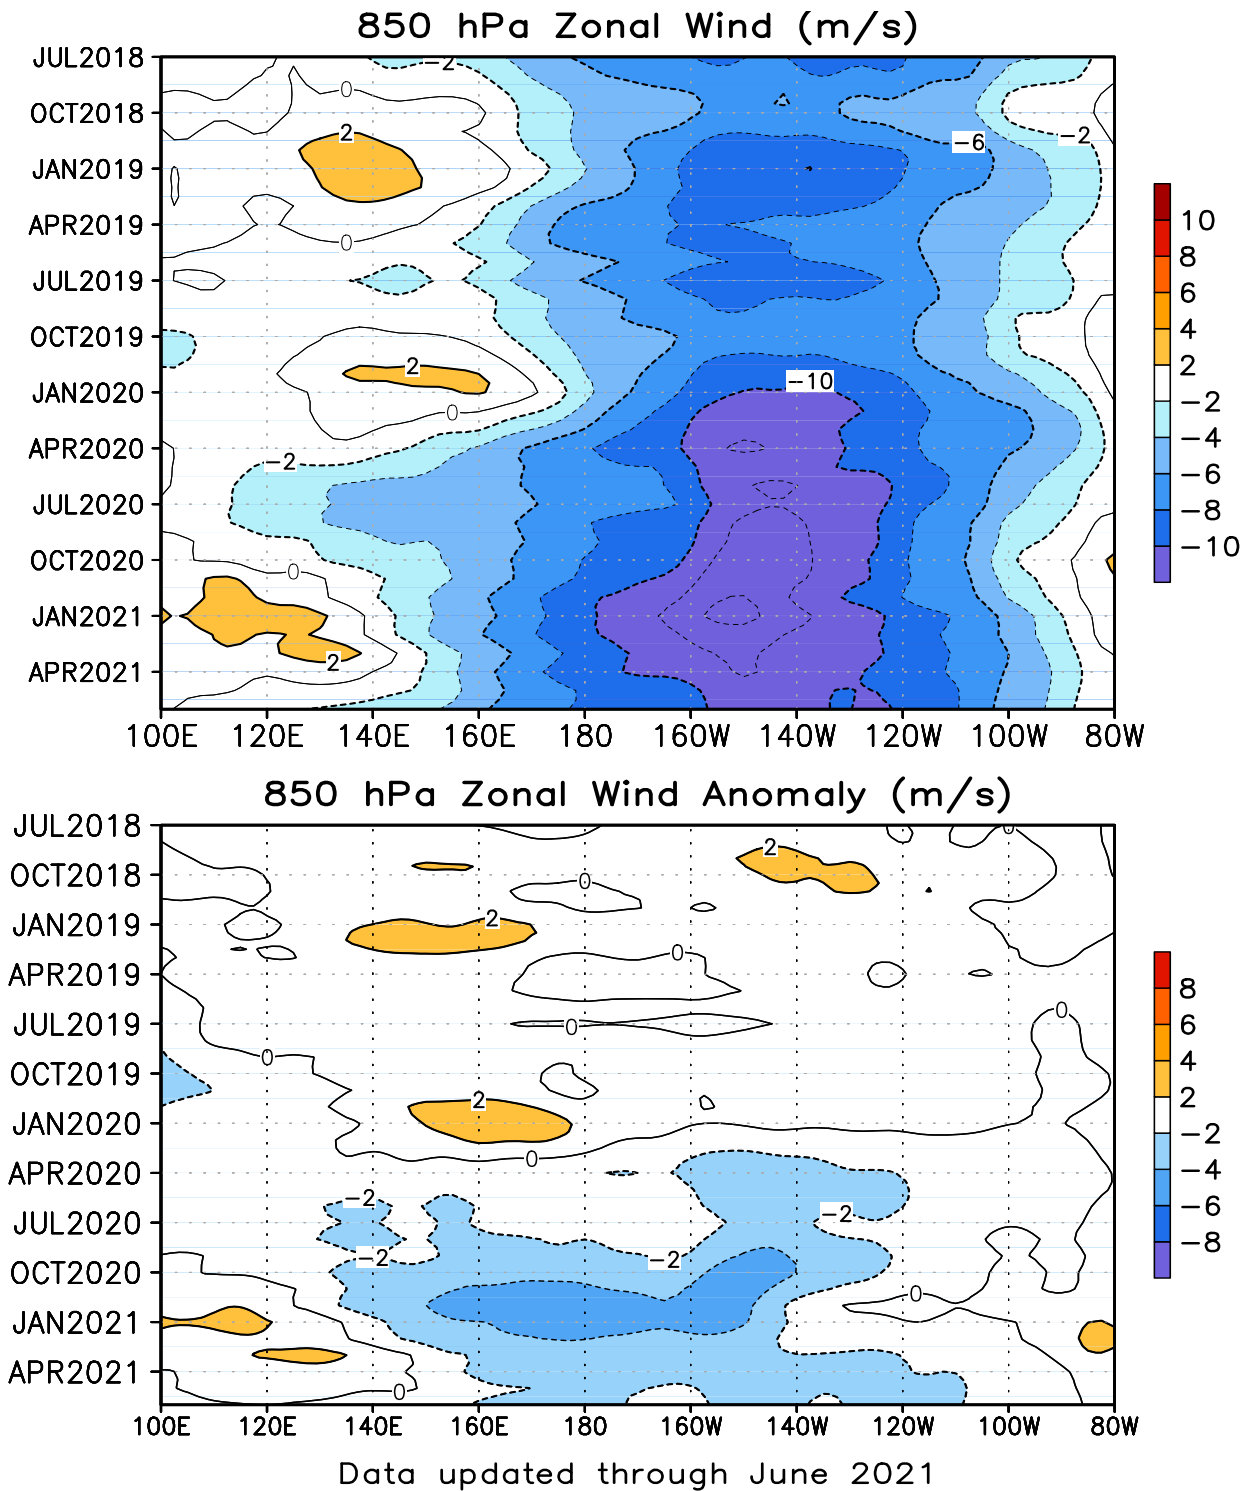 850 hPa Zonal Wind (m/s)
JUL2018
OCT2018
JAN2019
APR2019
JUL2019
OCT2019
JAN2020
APR2020
JUL2020
OCT2020
JAN2021
APR2021
-2
0
2
-6
-2
0
2
-10
0
-2
0
2
10
8
6
4
2
-2
-4
-6
-8
-10
100E 120E 140E 160E 180 160W 140W 120W 100W 80W
850 hPa Zonal Wind Anomaly (m/s)
JUL2018
OCT2018
JAN2019
APR2019
JUL2019
OCT2019
JAN2020
APR2020
JUL2020
OCT2020
JAN2021
APR2021
0
2
0
2
0
0
0
0
2
0
-2
-2
-2
-2
0
0
8
6
4
2
-2
-4
-6
-8
100E 120E 140E 160E 180 160W 140W 120W 100W 80W
Data updated through June 2021